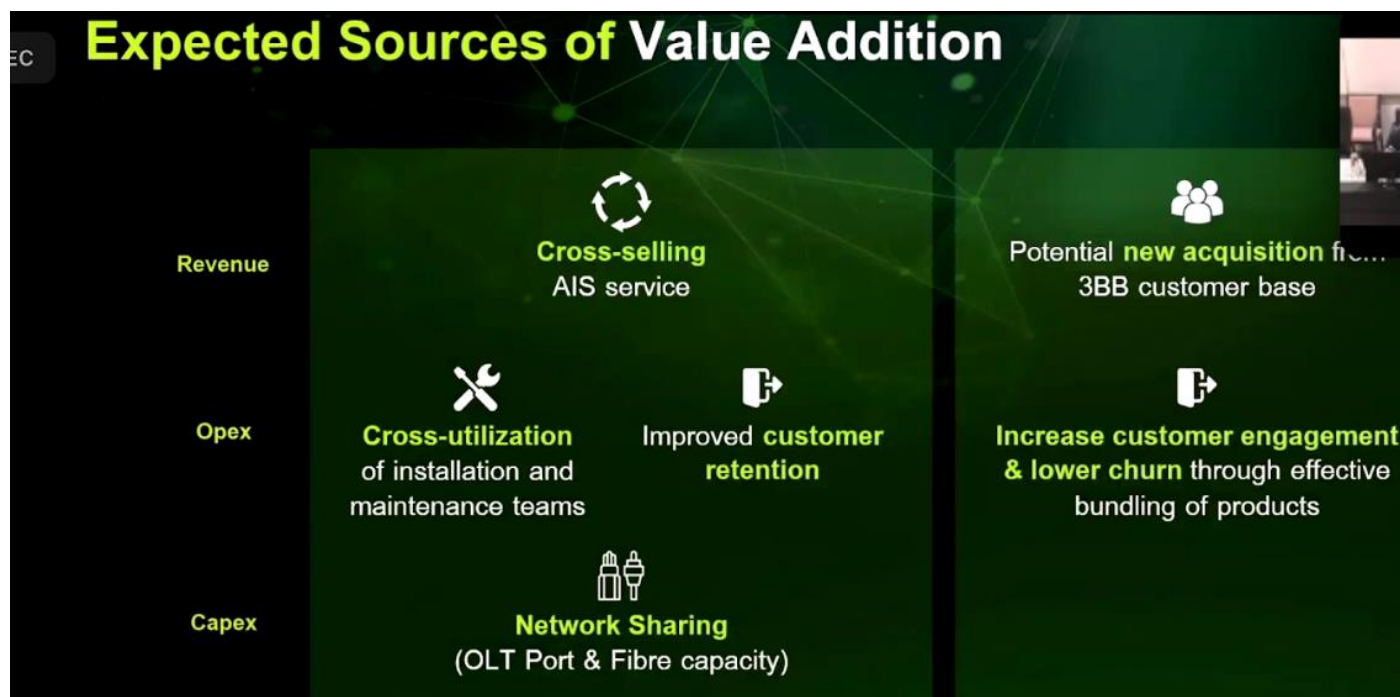 Expected Sources of Value Addition
EC
Revenue
Cross-selling
AIS service
Potential new acquisition
3BB customer base
Opex
Cross-utilization
of installation and
maintenance teams
Improved customer
retention
Increase customer engagement
& lower churn through effective
bundling of products
Capex
Network Sharing
(OLT Port & Fibre capacity)